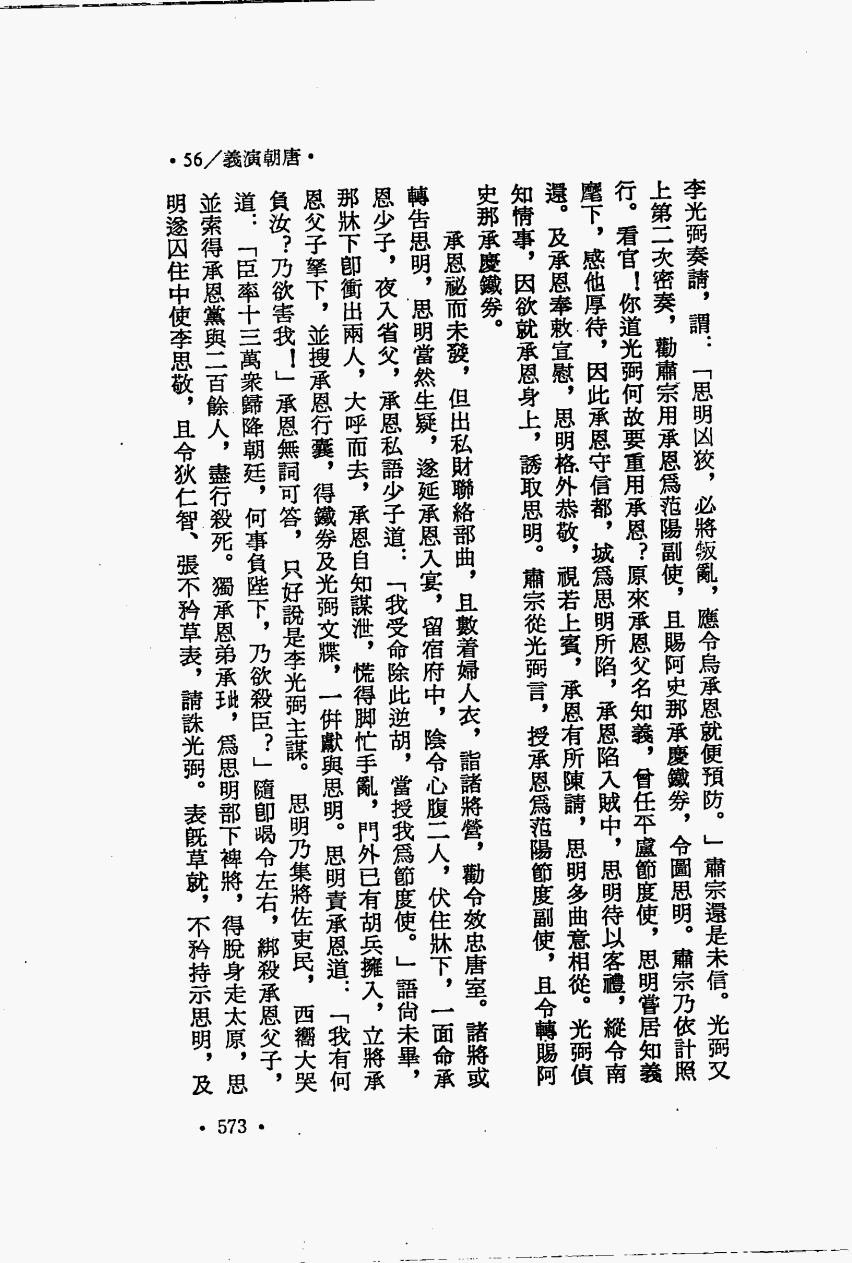 •56/義演朝唐•
李光弼奏請，謂：「思明凶狡，必將叛亂，應令烏承恩就便預防。」肅宗還是未信。光弼又
上第二次密奏，勸肅宗用承恩爲范陽副使，且賜阿史那承慶鐵券，令圖思明。肅宗乃依計照
行。看官！你道光弼何故要重用承恩？原來承恩父名知義，曾任平盧節度使，思明嘗居知義
麾下，感他厚待，因此承恩守信都，城爲思明所陷，承恩陷入賊中，思明待以客禮，縱令南
還。及承恩奉敕宣慰，思明格外恭敬，視若上賓，承恩有所陳請，思明多曲意相從。光弼偵
知情事，因欲就承恩身上，誘取思明。肅宗從光弼言，授承恩爲范陽節度副使，且令轉賜阿
史那承慶鐵券。
承恩祕而未發，但出私財聯絡部曲，且數着婦人衣，詣諸將營，勸令效忠唐室。諸將或
轉告思明，思明當然生疑，遂延承恩入宴，留宿府中，陰令心腹二人，伏住牀下，一面命承
恩少子，夜入省父，承恩私語少子道：「我受命除此逆胡，當授我爲節度使。」語尚未畢，
那牀下卽衝出兩人，大呼而去，承恩自知謀泄，慌得脚忙手亂，門外已有胡兵擁入，立將承
恩父子拏下，並搜承恩行囊，得鐵券及光弼文牒，一倂獻與思明。思明責承恩道：「我有何
負汝？乃欲害我！」承恩無詞可答，只好說是李光弼主謀。思明乃集將佐吏民，西嚮大哭
道：「臣率十三萬衆歸降朝廷，何事負陛下，乃欲殺臣？」隨卽喝令左右，綁殺承恩父子，
並索得承恩黨與二百餘人，盡行殺死。獨承恩弟承玼，爲思明部下裨將，得脫身走太原，思
明遂囚住中使李思敬，且令狄仁智、張不矜草表，請誅光弼。表旣草就，不矜持示思明，及
•573•